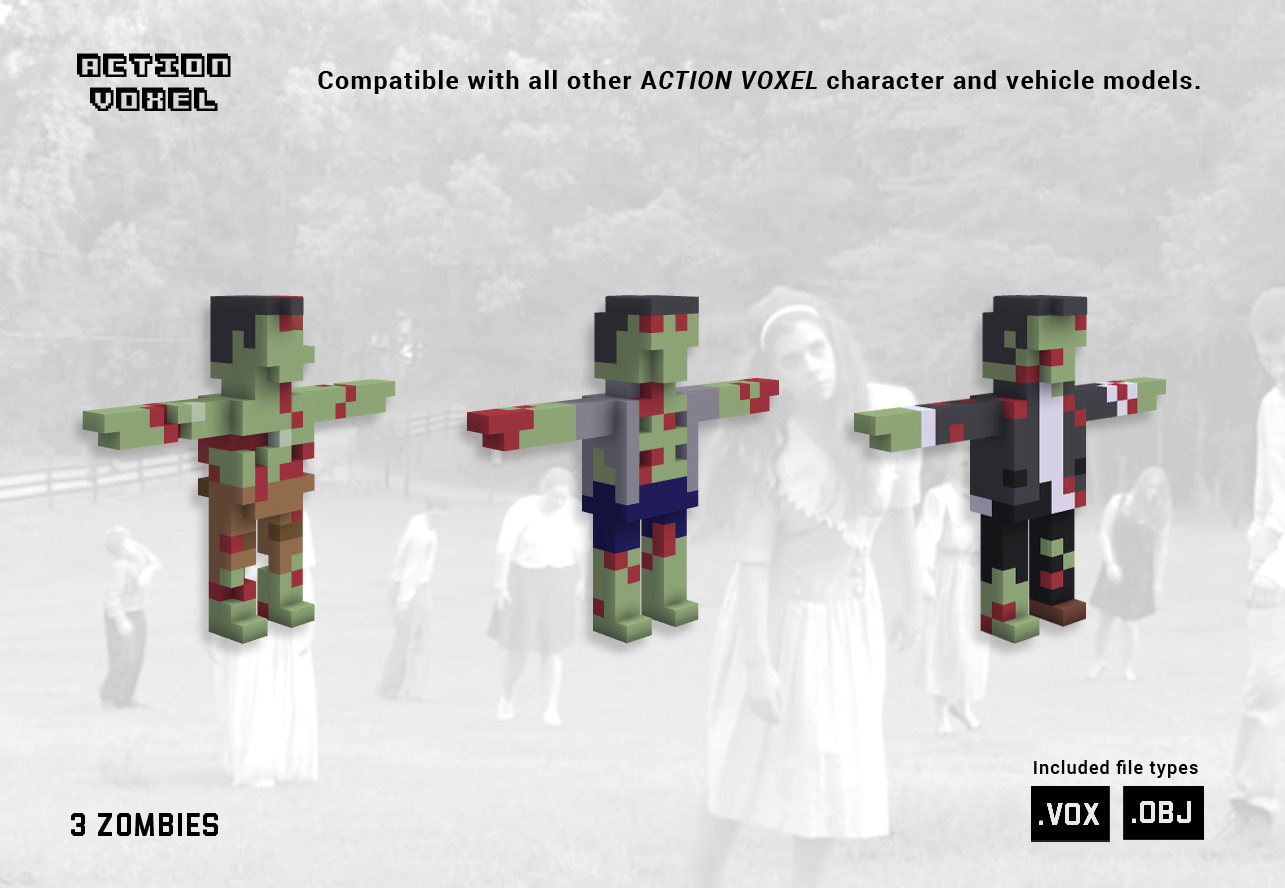 ACTION
VOXEL
Compatible with all other ACTION VOXEL character and vehicle models.
Included file types
.VOX .OBJ
3 ZOMBIES